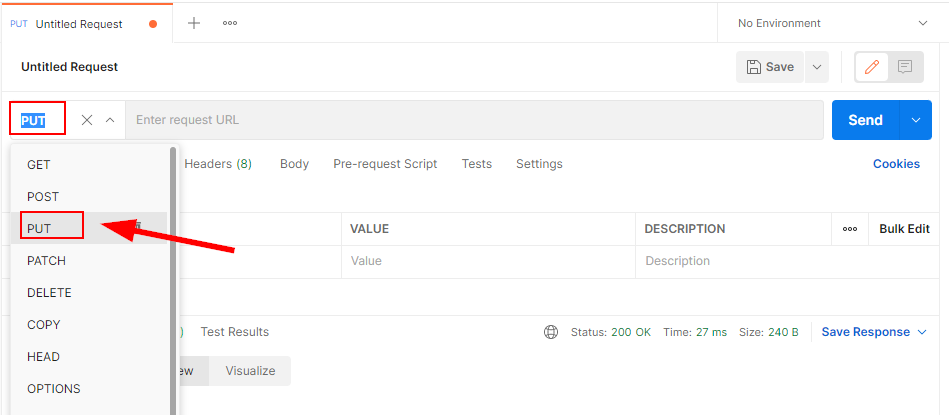 PUT Untitled Request
No Environment
Untitled Request
Save
PUT
Enter request URL
Send
GET
Headers (8) Body Pre-request Script Tests Settings Cookies
POST
PUT
VALUE DESCRIPTION Bulk Edit
PATCH
Value Description
DELETE
COPY
) Test Results Status: 200 OK Time: 27 ms Size: 240 B Save Response
HEAD
ew Visualize
OPTIONS